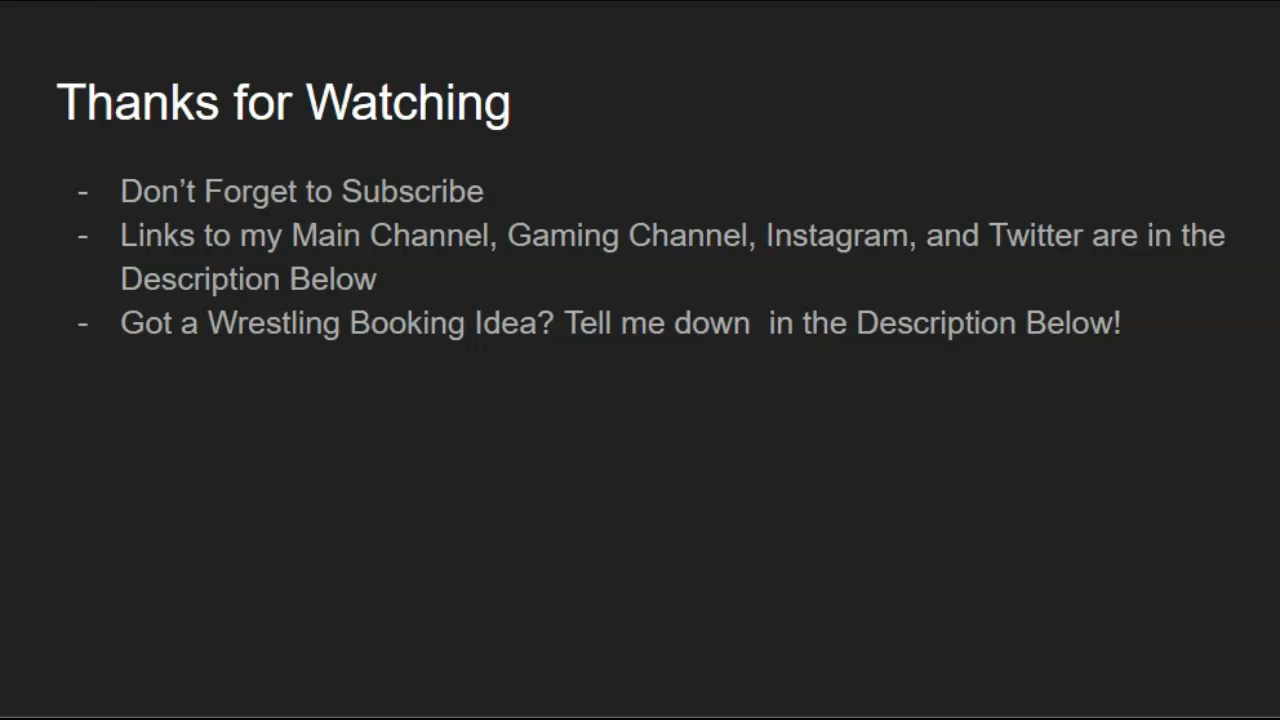 Thanks for Watching
- Don’t Forget to Subscribe
- Links to my Main Channel, Gaming Channel, Instagram, and Twitter are in the
Description Below
- Got a Wrestling Booking Idea? Tell me down  in the Description Below!